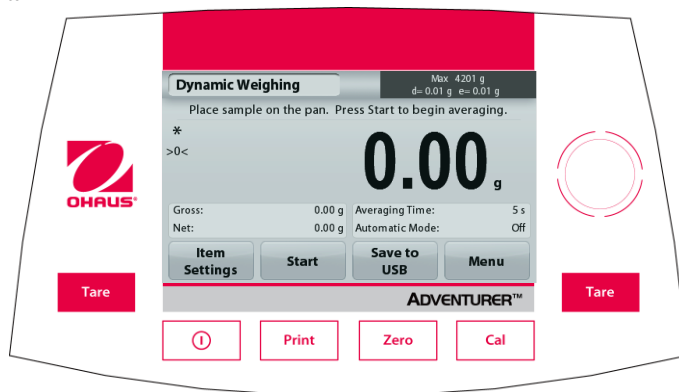 Dynamic Weighing
Max 4201 g
d= 0.01 g e= 0.01 g
Place sample on the pan. Press Start to begin averaging.
*
>0<
0.00 g
Gross: 0.00 g Averaging Time: 5 s
Net: 0.00 g Automatic Mode: Off
Item Settings
Start
Save to USB
Menu
OHAUS®
Tare
ADVENTURER™
Tare
Print
Zero
Cal